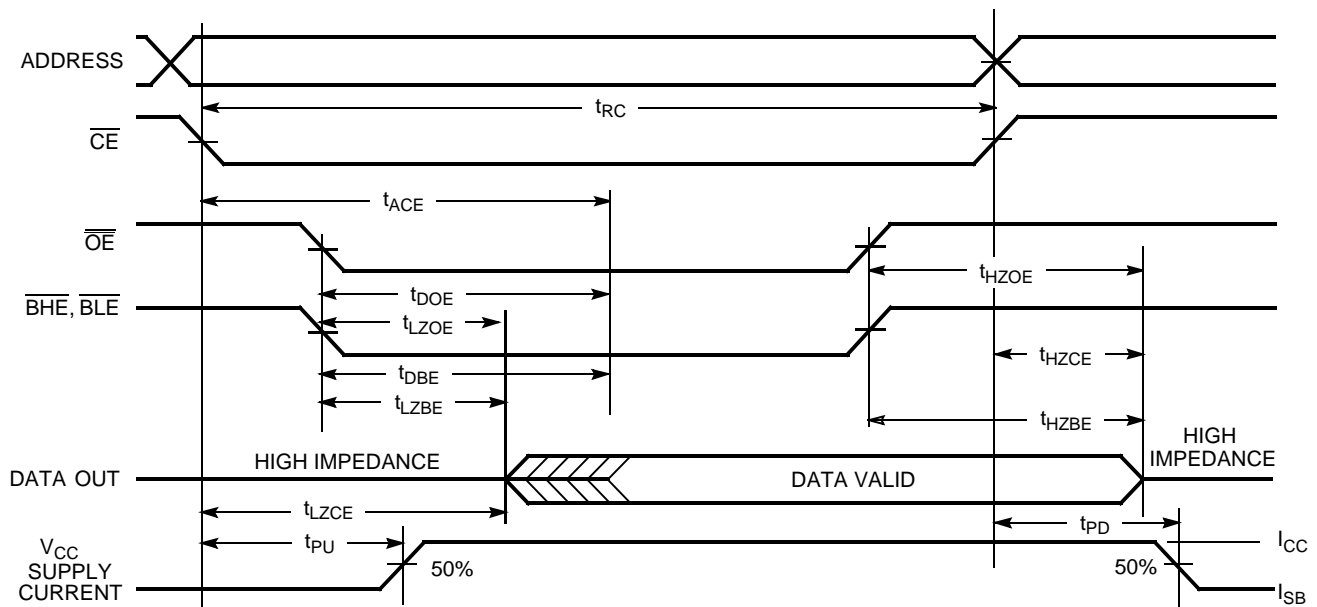 ADDRESS
tRC
CE
tACE
OE
tHZOE
tDOE
BHE, BLE
tLZOE
tHZCE
tDBE
tLZBE
tHZBE
HIGH IMPEDANCE
HIGH
IMPEDANCE
DATA OUT
DATA VALID
tLZCE
tPD
VCC
SUPPLY
CURRENT
tPU
50%
50%
ICC
ISB